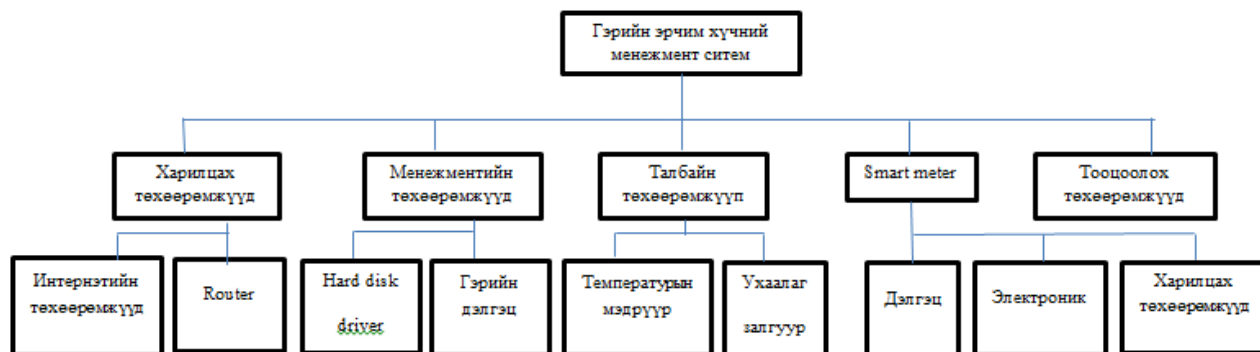 Гэрийн эрчим хүчний
менежмент ситем
Харилцах
төхөөрөмжүүд
Менежментийн
төхөөрөмжүүд
Талбайн
төхөөрөмжүүп
Smart meter
Тооцоолох
төхөөрөмжүүд
Интернэтийн
төхөөрөмжүүд
Router
Hard disk
driver
Гэрийн
дэлгэц
Температурын
мэдрүүр
Ухаалаг
залгуур
Дэлгэц
Электроник
Харилцах
төхөөрөмжүүд